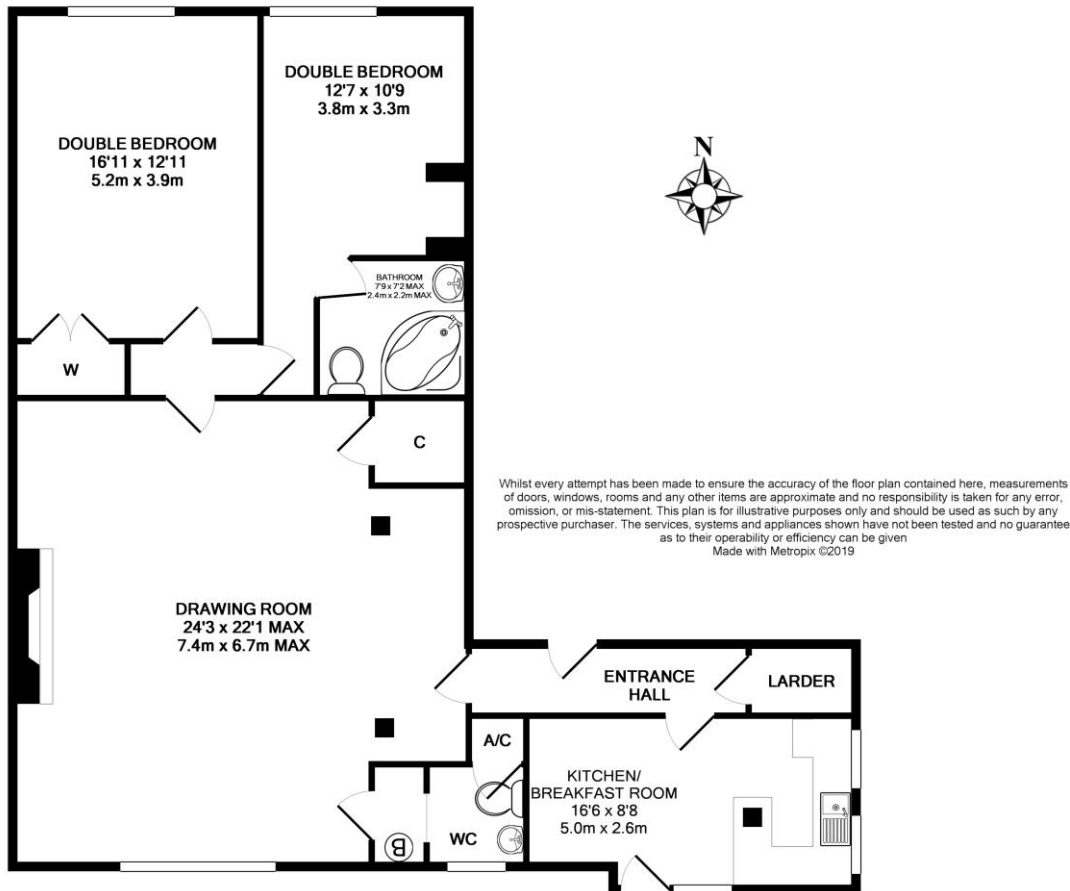 DOUBLE BEDROOM
16'11 x 12'11
5.2m x 3.9m
DOUBLE BEDROOM
12'7 x 10'9
3.8m x 3.3m
N
BATHROOM
7'9 x 7'2 MAX
2.4m x 2.2m MAX
W
C
Whilst every attempt has been made to ensure the accuracy of the floor plan contained here, measurements
of doors, windows, rooms and any other items are approximate and no responsibility is taken for any error,
omission, or mis-statement. This plan is for illustrative purposes only and should be used as such by any
prospective purchaser. The services, systems and appliances shown have not been tested and no guarantee
as to their operability or efficiency can be given
Made with Metropix ©2019
DRAWING ROOM
24'3 x 22'1 MAX
7.4m x 6.7m MAX
ENTRANCE
HALL
LARDER
A/C
KITCHEN/
BREAKFAST ROOM
16'6 x 8'8
5.0m x 2.6m
WC
B